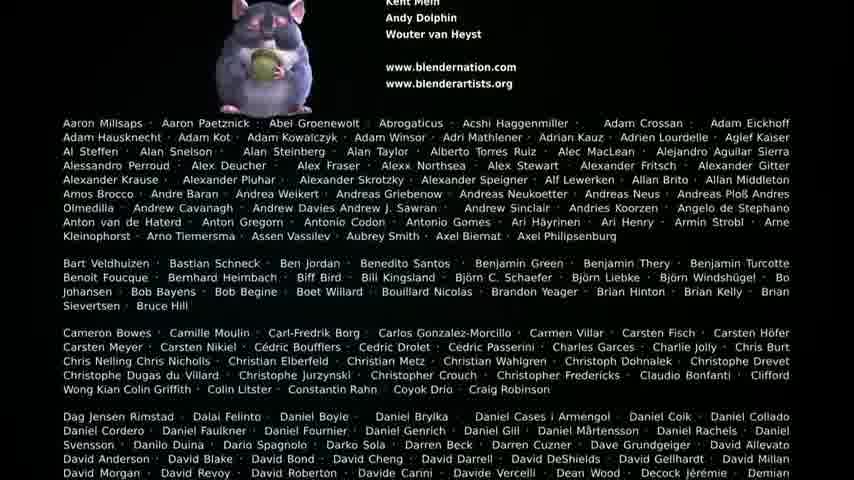 Kent Mein
Andy Dolphin
Wouter van Heyst
www.blendernation.com
www.blenderartists.org
Aaron Millsaps · Aaron Paetznick · Abel Groenewolt · Abrogaticus · Acshi Haggenmiller · Adam Crossan · Adam Eickhoff
Adam Hausknecht · Adam Kot · Adam Kowalczyk · Adam Winsor · Adri Mathlener · Adrian Kauz · Adrien Lourdelle · Agief Kaiser
Al Steffen · Alan Snelson · Alan Steinberg · Alan Taylor · Alberto Torres Ruiz · Alec MacLean · Alejandro Aguilar Sierra
Alessandro Perroud · Alex Deucher · Alex Fraser · Alexx Northsea · Alex Stewart · Alexander Fritsch · Alexander Gitter
Alexander Krause · Alexander Pluhar · Alexander Skrotzky · Alexander Speigner · Alf Lewerken · Allan Brito · Allan Middleton
Amos Brocco · Andre Baran · Andrea Weikert · Andreas Griebenow · Andreas Neukoetter · Andreas Neus · Andreas Ploß Andres
Olmedilla · Andrew Cavanagh · Andrew Davies Andrew J. Sawran · Andrew Sinclair · Andries Koorzen · Angelo de Stephano
Anton van de Haterd · Anton Gregorn · Antonio Codon · Antonio Gomes · Ari Häyrinen · Ari Henry · Armin Strobl · Arne
Kleinophorst · Arno Tiemersma · Assen Vassilev · Aubrey Smith · Axel Biemat · Axel Philipsenburg
Bart Veldhuizen · Bastian Schneck · Ben Jordan · Benedito Santos · Benjamin Green · Benjamin Thery · Benjamin Turcotte
Benoit Foucque · Bernhard Heimbach · Biff Bird · Bill Kingsland · Björn C. Schaefer · Björn Liebke · Björn Windshügel · Bo
Johansen · Bob Bayens · Bob Begine · Boet Willard · Bouillard Nicolas · Brandon Yeager · Brian Hinton · Brian Kelly · Brian
Sievertsen · Bruce Hill
Cameron Bowes · Camille Moulin · Carl-Fredrik Borg · Carlos Gonzalez-Morcillo · Carmen Villar · Carsten Fisch · Carsten Höfer
Carsten Meyer · Carsten Nikiel · Cédric Boufflers · Cedric Drolet · Cédric Passerini · Charles Garces · Charlie Jolly · Chris Burt
Chris Nelling Chris Nicholls · Christian Elberfeld · Christian Metz · Christian Wahlgren · Christoph Dohnalek · Christophe Drevet
Christophe Dugas du Villard · Christophe Jurzynski · Christopher Crouch · Christopher Fredericks · Claudio Bonfanti · Clifford
Wong Kian Colin Griffith · Colin Litster · Constantin Rahn · Coyok Drio · Craig Robinson
Dag Jensen Rimstad · Dalai Felinto · Daniel Boyle · Daniel Brylka · Daniel Cases i Armengol · Daniel Coik · Daniel Collado
Daniel Cordero · Daniel Faulkner · Daniel Fournier · Daniel Genrich · Daniel Gill · Daniel Mårtensson · Daniel Rachels · Daniel
Svensson · Danilo Duina · Dario Spagnolo · Darko Sola · Darren Beck · Darren Cuzner · Dave Grundgeiger · David Allevato
David Anderson · David Blake · David Bond · David Cheng · David Darrell · David DeShields · David Gellhardt · David Millan
David Morgan · David Revoy · David Roberton · Davide Carini · Davide Vercelli · Dean Wood · Decock Jérémie · Demian